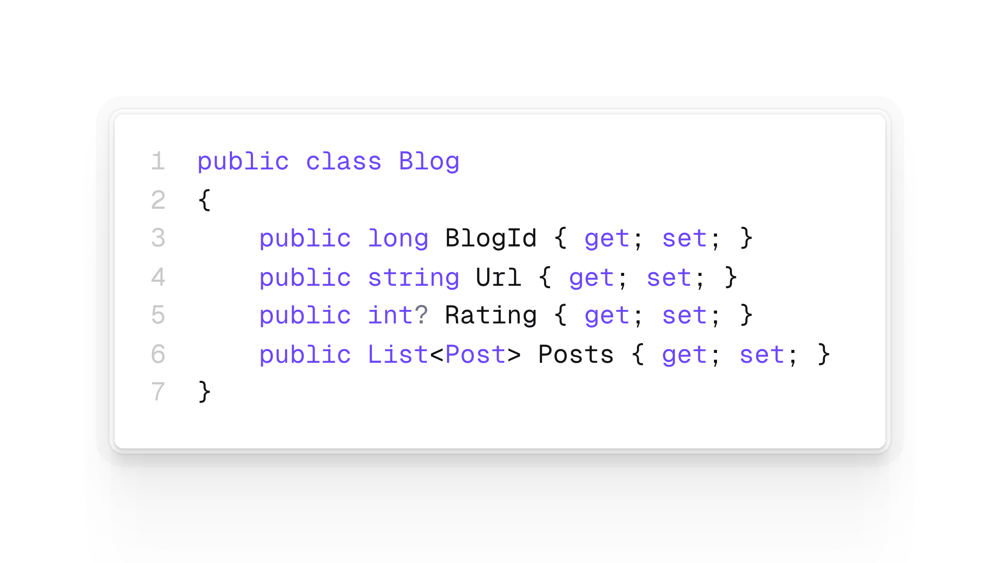 1 public class Blog
2 {
3     public long BlogId { get; set; }
4     public string Url { get; set; }
5     public int? Rating { get; set; }
6     public List<Post> Posts { get; set; }
7 }